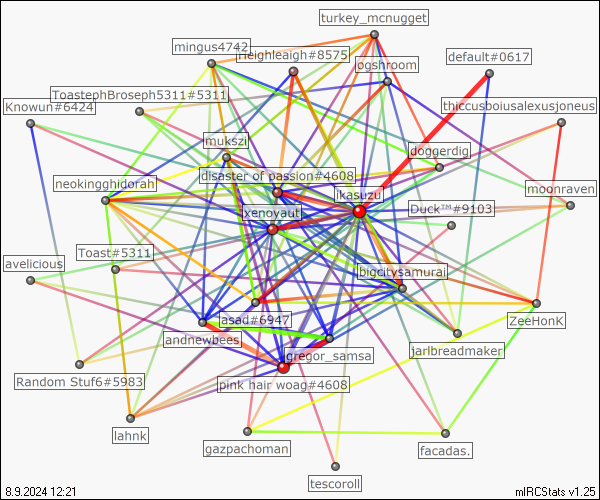 turkey_mcnugget
mingus4742
heighleaigh#8575
default#0617
ogshroom
ToastephBroseph5311#5311
Knowun#6424
thiccusboiusalexusjoneus
mukszi
doggerdig
disaster of passion#4608
neokingghidorah
ikasuzu
moonraven
xenoyaut
Duck™#9103
Toast#5311
avelicious
bigcitysamurai
asad#6947
ZeeHonK
andnewbees
gregor_samsa
jarlbreadmaker
Random Stuf6#5983
pink hair woag#4608
lahnk
gazpachoman
facadas.
tescoroll
8.9.2024 12:21
mIRCStats v1.25